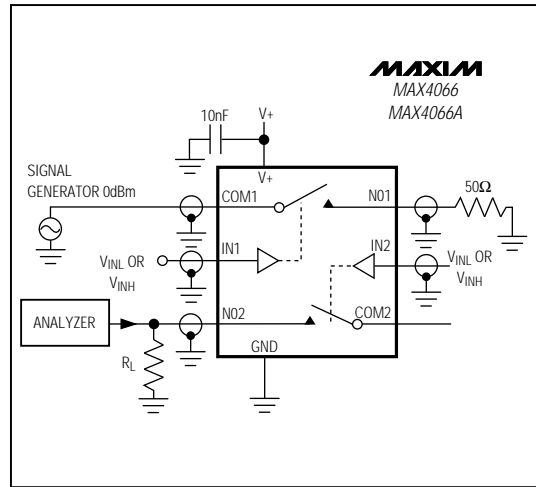 MAXIM
MAX4066
MAX4066A
10nF
V+
V+
SIGNAL
GENERATOR 0dBm
COM1
N01
50Ω
IN1
IN2
VINL OR
VINH
VINL OR
VINH
ANALYZER
N02
COM2
RL
GND